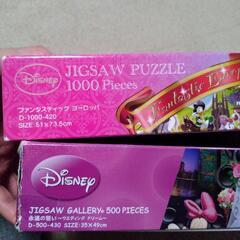 Disney
JIGSAW PUZZLE
1000 Pieces
ファンタスティック ヨーロッパ
D-1000-420
SIZE:51×73.5cm
Fantastic
Disney
JIGSAW GALLERY® 500 PIECES
永遠の誓い~ウエディング ドリーム~
D-500-430 SIZE:35×49cm